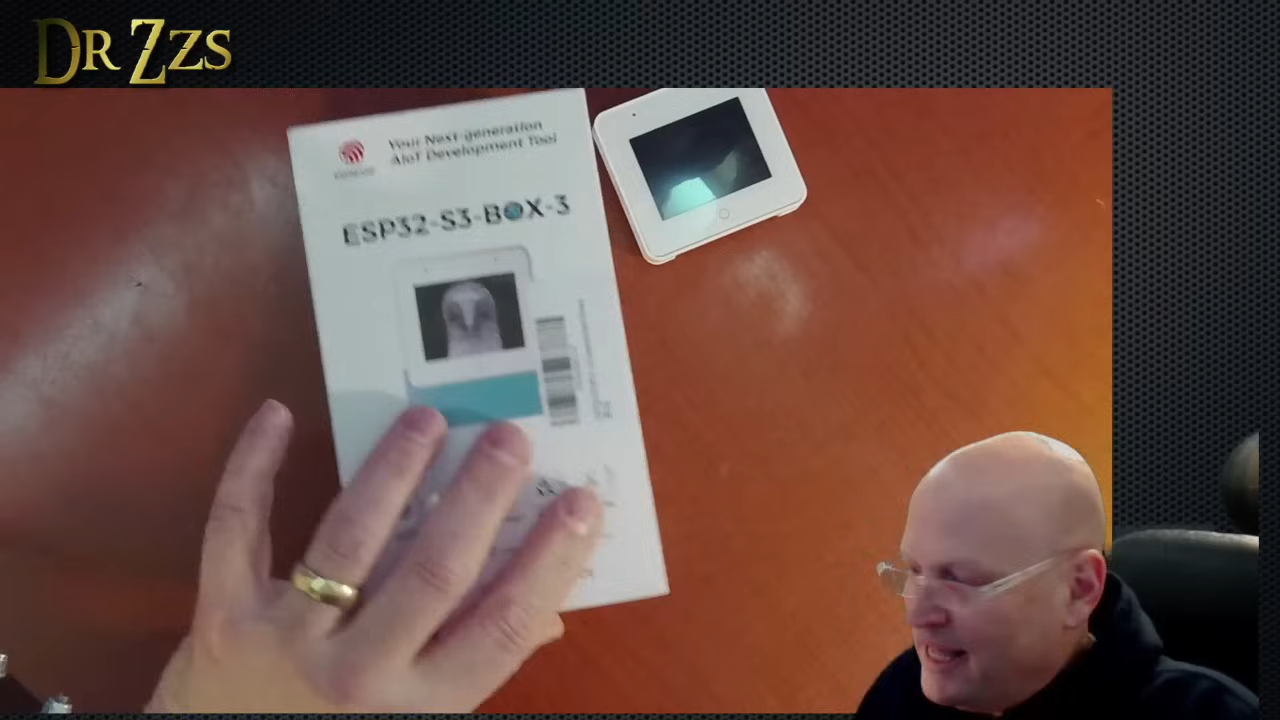 DR ZZS
Your Next-generation
AIoT Development Tool
ESP32-S3-BOX-3